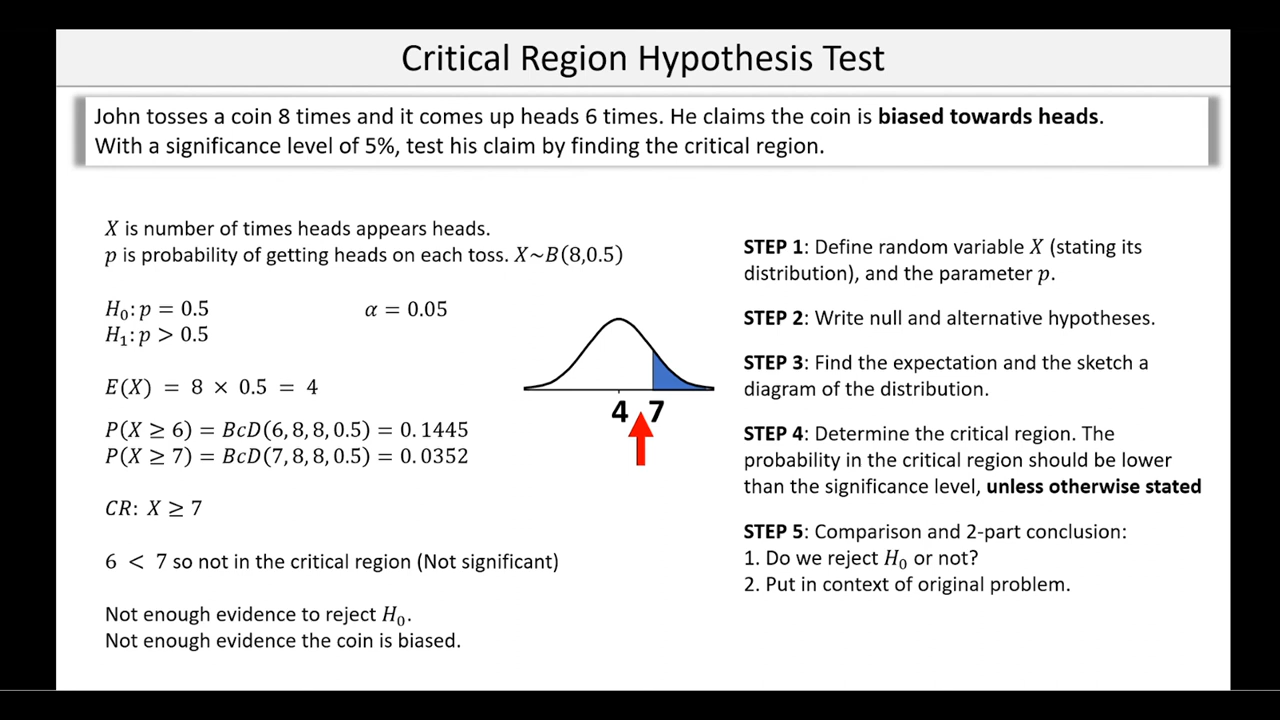 Critical Region Hypothesis Test
John tosses a coin 8 times and it comes up heads 6 times. He claims the coin is biased towards heads.
With a significance level of 5%, test his claim by finding the critical region.
X is number of times heads appears heads.
p is probability of getting heads on each toss. X~B(8,0.5)
H₀: p = 0.5 α = 0.05
H₁: p > 0.5
E(X) = 8 × 0.5 = 4
P(X ≥ 6) = BcD(6, 8, 8, 0.5) = 0.1445
P(X ≥ 7) = BcD(7, 8, 8, 0.5) = 0.0352
CR: X ≥ 7
6 < 7 so not in the critical region (Not significant)
Not enough evidence to reject H₀.
Not enough evidence the coin is biased.
4 7
STEP 1: Define random variable X (stating its
distribution), and the parameter p.
STEP 2: Write null and alternative hypotheses.
STEP 3: Find the expectation and the sketch a
diagram of the distribution.
STEP 4: Determine the critical region. The
probability in the critical region should be lower
than the significance level, unless otherwise stated
STEP 5: Comparison and 2-part conclusion:
1. Do we reject H₀ or not?
2. Put in context of original problem.